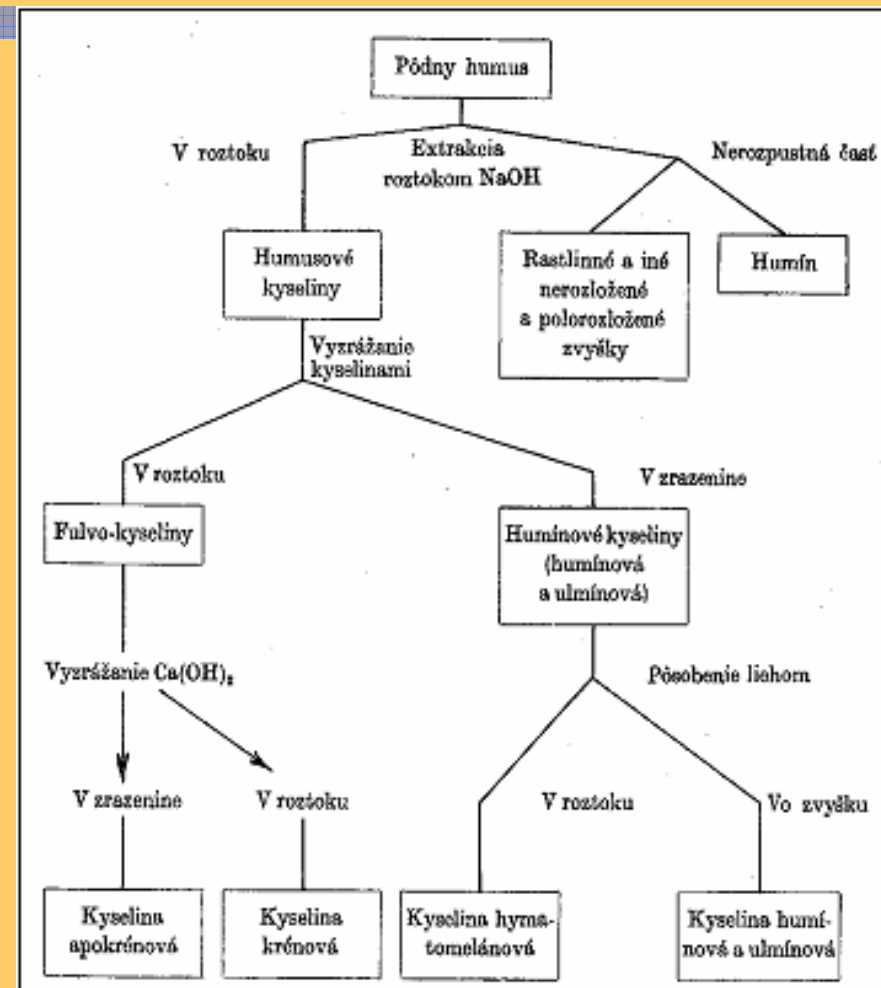 Pôdny humus
V roztoku
Extrakcia
roztokom NaOH
Nerozpustná časť
Humusové
kyseliny
Rastlinné a iné
nerozložené
a polorozložené
zvyšky
Humín
Vyzrážanie
kyselinami
V roztoku
V zrazenine
Fulvo-kyseliny
Humínové kyseliny
(humínová
a ulmínová)
Vyzrážanie Ca(OH)₂
Pôsobenie liehom
V zrazenine
V roztoku
V roztoku
Vo zvyšku
Kyselina
apokrénová
Kyselina
krénová
Kyselina hyma-
tomelánová
Kyselina humí-
nová a ulmínová